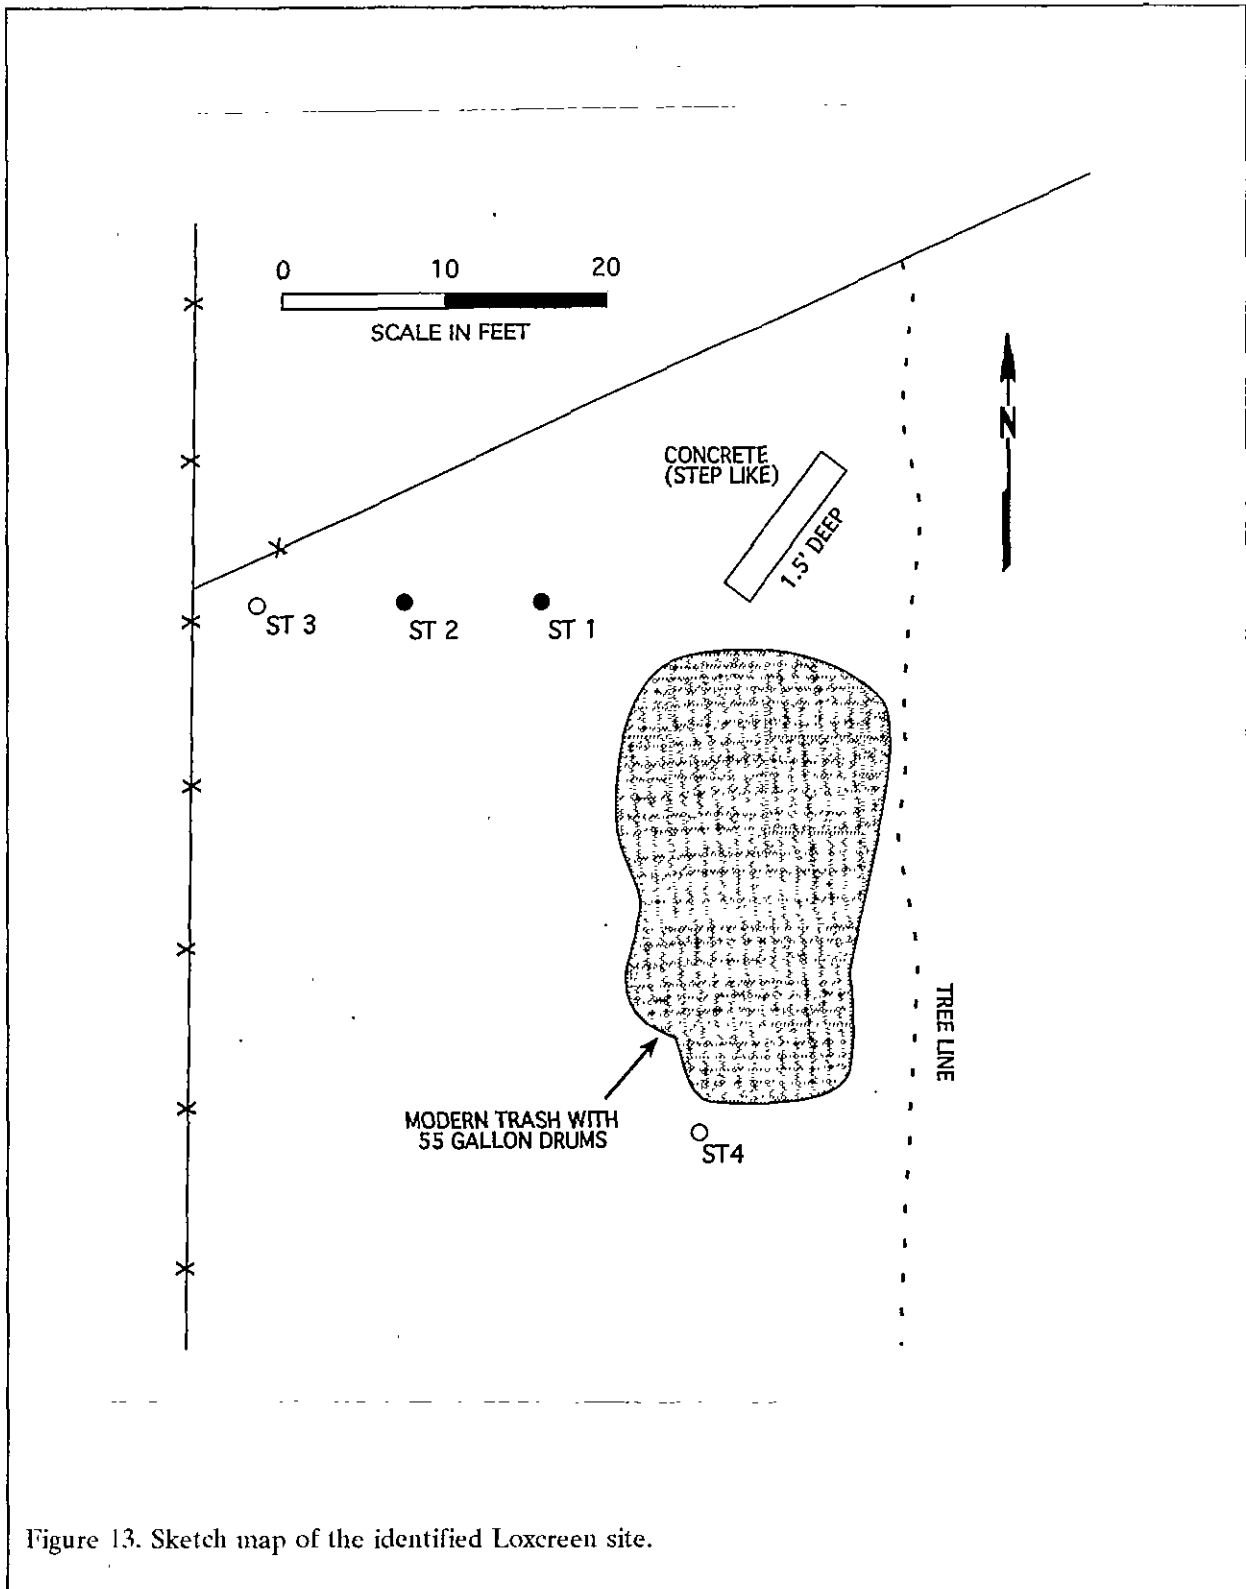 0 10 20
SCALE IN FEET
N
CONCRETE
(STEP LIKE)
1.5' DEEP
ST 3
ST 2
ST 1
TREE LINE
MODERN TRASH WITH
55 GALLON DRUMS
ST4
Figure 13. Sketch map of the identified Loxcreen site.